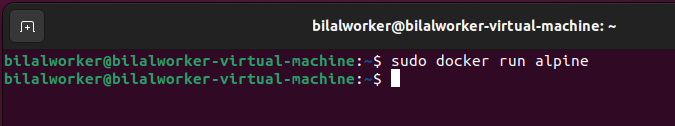 bilalworker@bilalworker-virtual-machine: ~
bilalworker@bilalworker-virtual-machine:~$ sudo docker run alpine
bilalworker@bilalworker-virtual-machine:~$